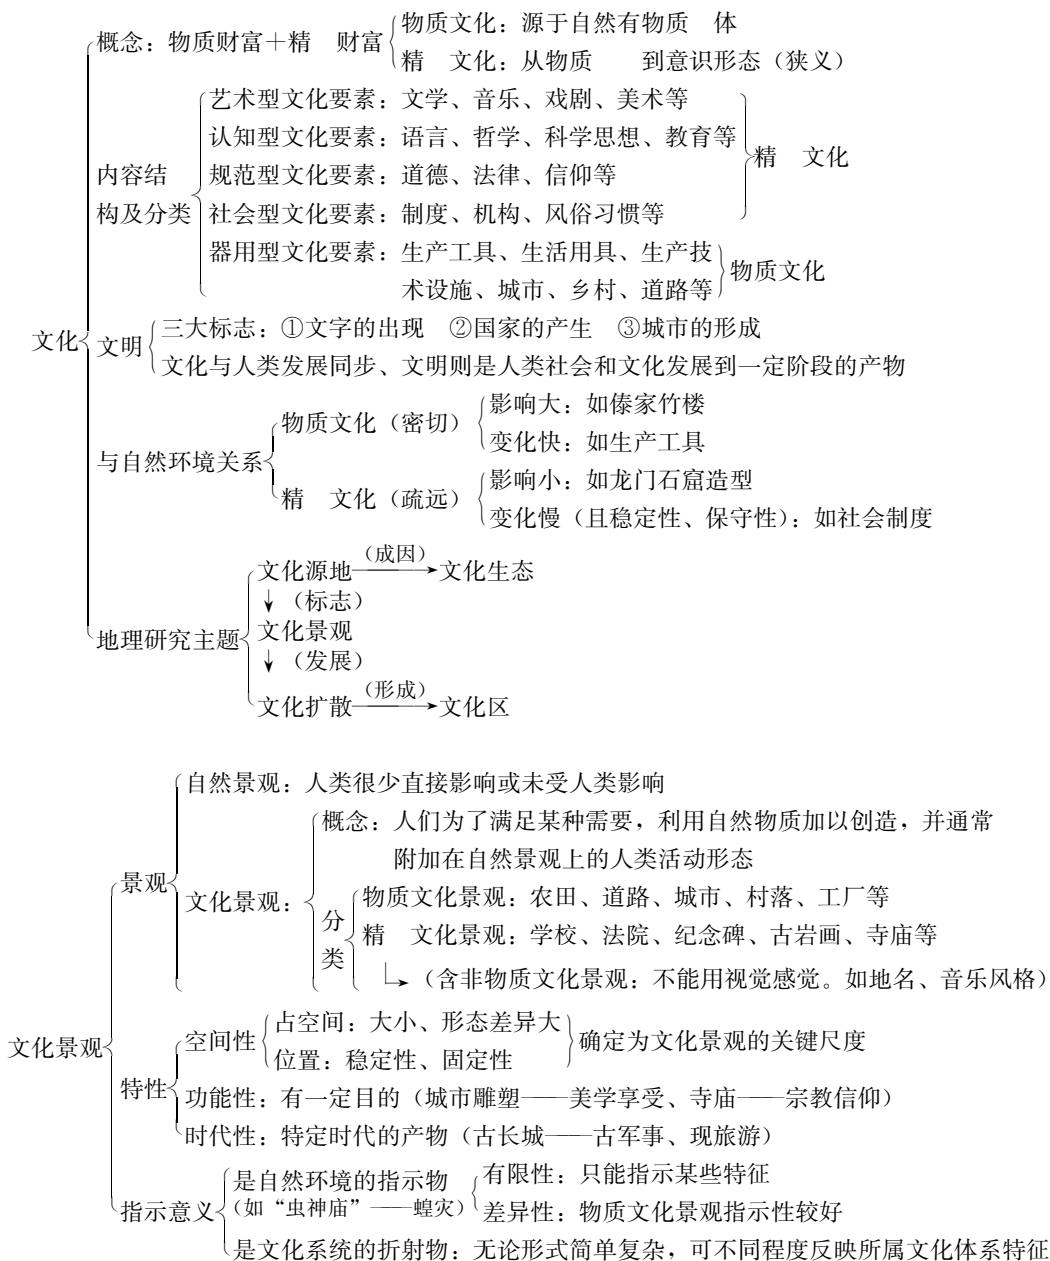 概念：物质财富＋精　财富
物质文化：源于自然有物质　体
精　文化：从物质　　到意识形态（狭义）
内容结
构及分类
艺术型文化要素：文学、音乐、戏剧、美术等
认知型文化要素：语言、哲学、科学思想、教育等
规范型文化要素：道德、法律、信仰等
社会型文化要素：制度、机构、风俗习惯等
精　文化
器用型文化要素：生产工具、生活用具、生产技
术设施、城市、乡村、道路等
物质文化
文化
文明
三大标志：①文字的出现　②国家的产生　③城市的形成
文化与人类发展同步、文明则是人类社会和文化发展到一定阶段的产物
与自然环境关系
物质文化（密切）
影响大：如傣家竹楼
变化快：如生产工具
精　文化（疏远）
影响小：如龙门石窟造型
变化慢（且稳定性、保守性）：如社会制度
地理研究主题
文化源地 （成因） 文化生态
（标志）
文化景观
（发展）
文化扩散 （形成） 文化区
文化景观
景观
自然景观：人类很少直接影响或未受人类影响
文化景观：
概念：人们为了满足某种需要，利用自然物质加以创造，并通常
附加在自然景观上的人类活动形态
分
类
物质文化景观：农田、道路、城市、村落、工厂等
精　文化景观：学校、法院、纪念碑、古岩画、寺庙等
（含非物质文化景观：不能用视觉感觉。如地名、音乐风格）
特性
空间性
占空间：大小、形态差异大
位置：稳定性、固定性
确定为文化景观的关键尺度
功能性：有一定目的（城市雕塑——美学享受、寺庙——宗教信仰）
时代性：特定时代的产物（古长城——古军事、现旅游）
指示意义
是自然环境的指示物
（如“虫神庙”——蝗灾）
有限性：只能指示某些特征
差异性：物质文化景观指示性较好
是文化系统的折射物：无论形式简单复杂，可不同程度反映所属文化体系特征